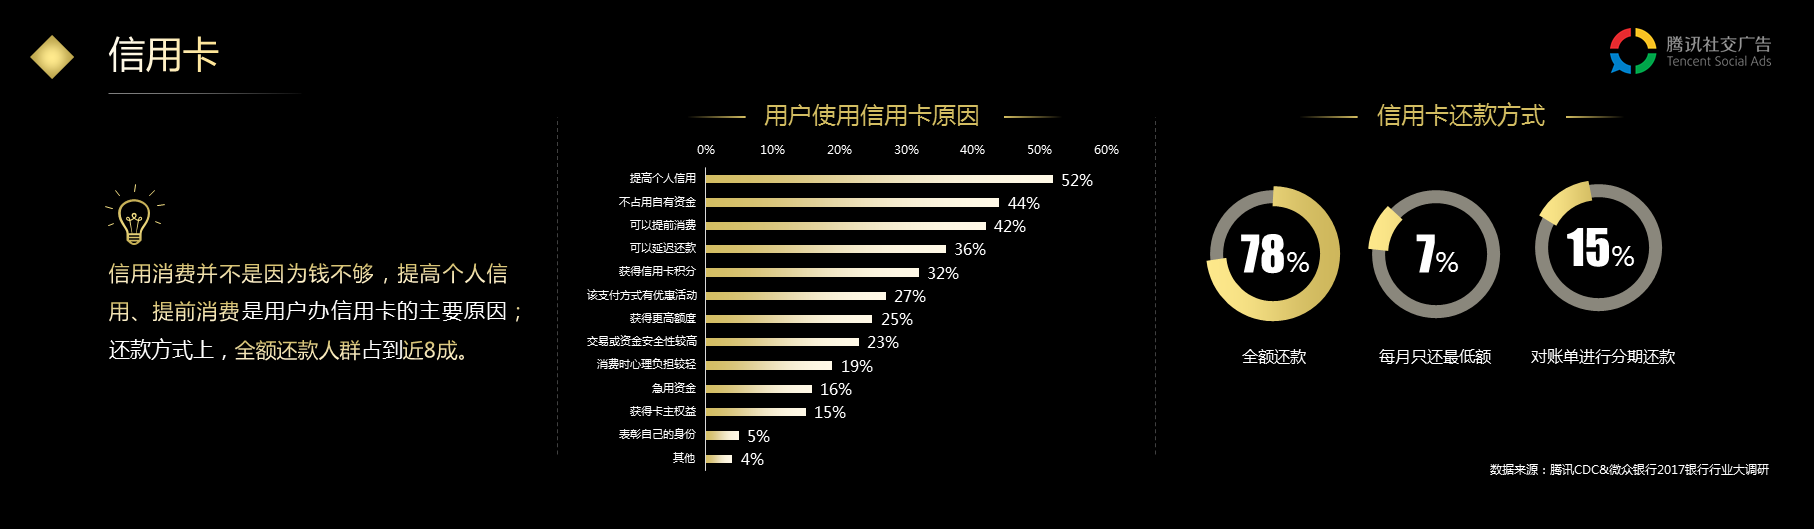 信用卡
腾讯社交广告
Tencent Social Ads
信用消费并不是因为钱不够，提高个人信
用、提前消费是用户办信用卡的主要原因；
还款方式上，全额还款人群占到近8成。
用户使用信用卡原因
0% 10% 20% 30% 40% 50% 60%
提高个人信用 52%
不占用自有资金 44%
可以提前消费 42%
可以延迟还款 36%
获得信用卡积分 32%
该支付方式有优惠活动 27%
获得更高额度 25%
交易或资金安全性较高 23%
消费时心理负担较轻 19%
急用资金 16%
获得卡主权益 15%
表彰自己的身份 5%
其他 4%
信用卡还款方式
78% 7% 15%
全额还款 每月只还最低额 对账单进行分期还款
数据来源：腾讯CDC&微众银行2017银行行业大调研